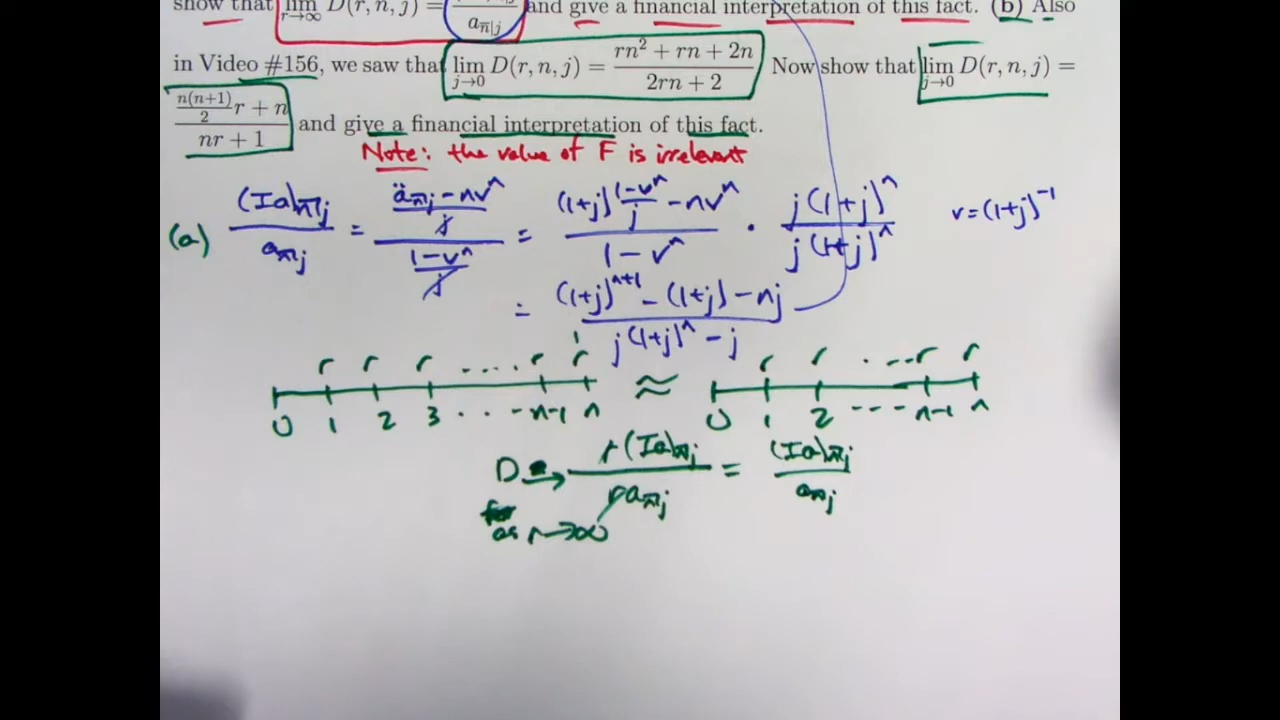 show that lim r→∞ D(r, n, j) = a_{n|j} and give a financial interpretation of this fact. (b) Also
in Video #156, we saw that lim j→0 D(r, n, j) = (rn² + rn + 2n)/(2rn + 2) Now show that lim j→0 D(r, n, j) =
(n(n+1)/2 r + n)/(nr + 1) and give a financial interpretation of this fact.
Note: the value of F is irrelevant
(a) (Ia)n|j / an|j = ((än|j − nvⁿ)/j) / ((1−vⁿ)/j) = ((1+j)(1−vⁿ)/j − nvⁿ)/(1−vⁿ) · j(1+j)ⁿ/j(1+j)ⁿ v=(1+j)⁻¹
= ((1+j)ⁿ⁺¹ − (1+j) − nj)/(j(1+j)ⁿ − j)
r r r .... r r r r ... r r
0 1 2 3 ... n-1 n ≈ 0 1 2 ---- n-1 n
D → r(Ia)n|j / r an|j = (Ia)n|j / an|j
as r→∞